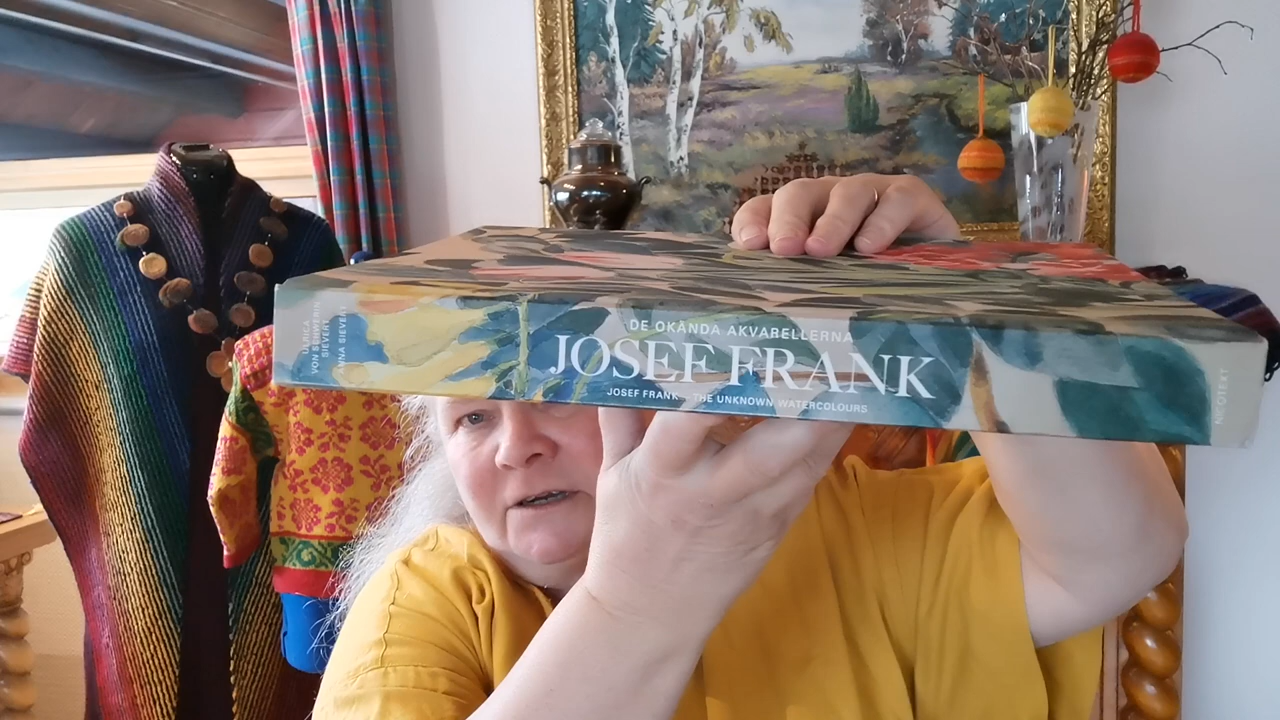 ULRICA
VON SCHWERIN
SIEVERT
ANNA SIEVERT
DE OKÄNDA AKVARELLERNA
JOSEF FRANK
JOSEF FRANK – THE UNKNOWN WATERCOLOURS
NICOTEXT